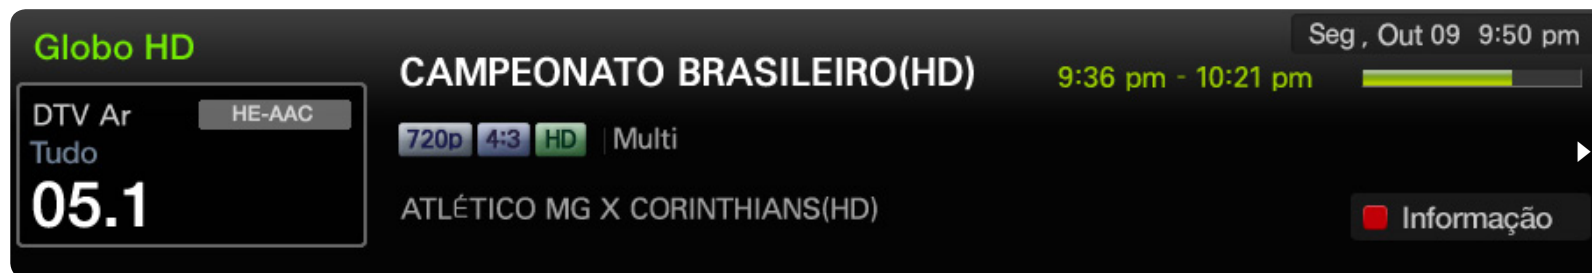 Globo HD
Seg , Out 09 9:50 pm
CAMPEONATO BRASILEIRO(HD) 9:36 pm - 10:21 pm
DTV Ar HE-AAC
720p 4:3 HD Multi
Tudo
05.1
ATLÉTICO MG X CORINTHIANS(HD)
Informação